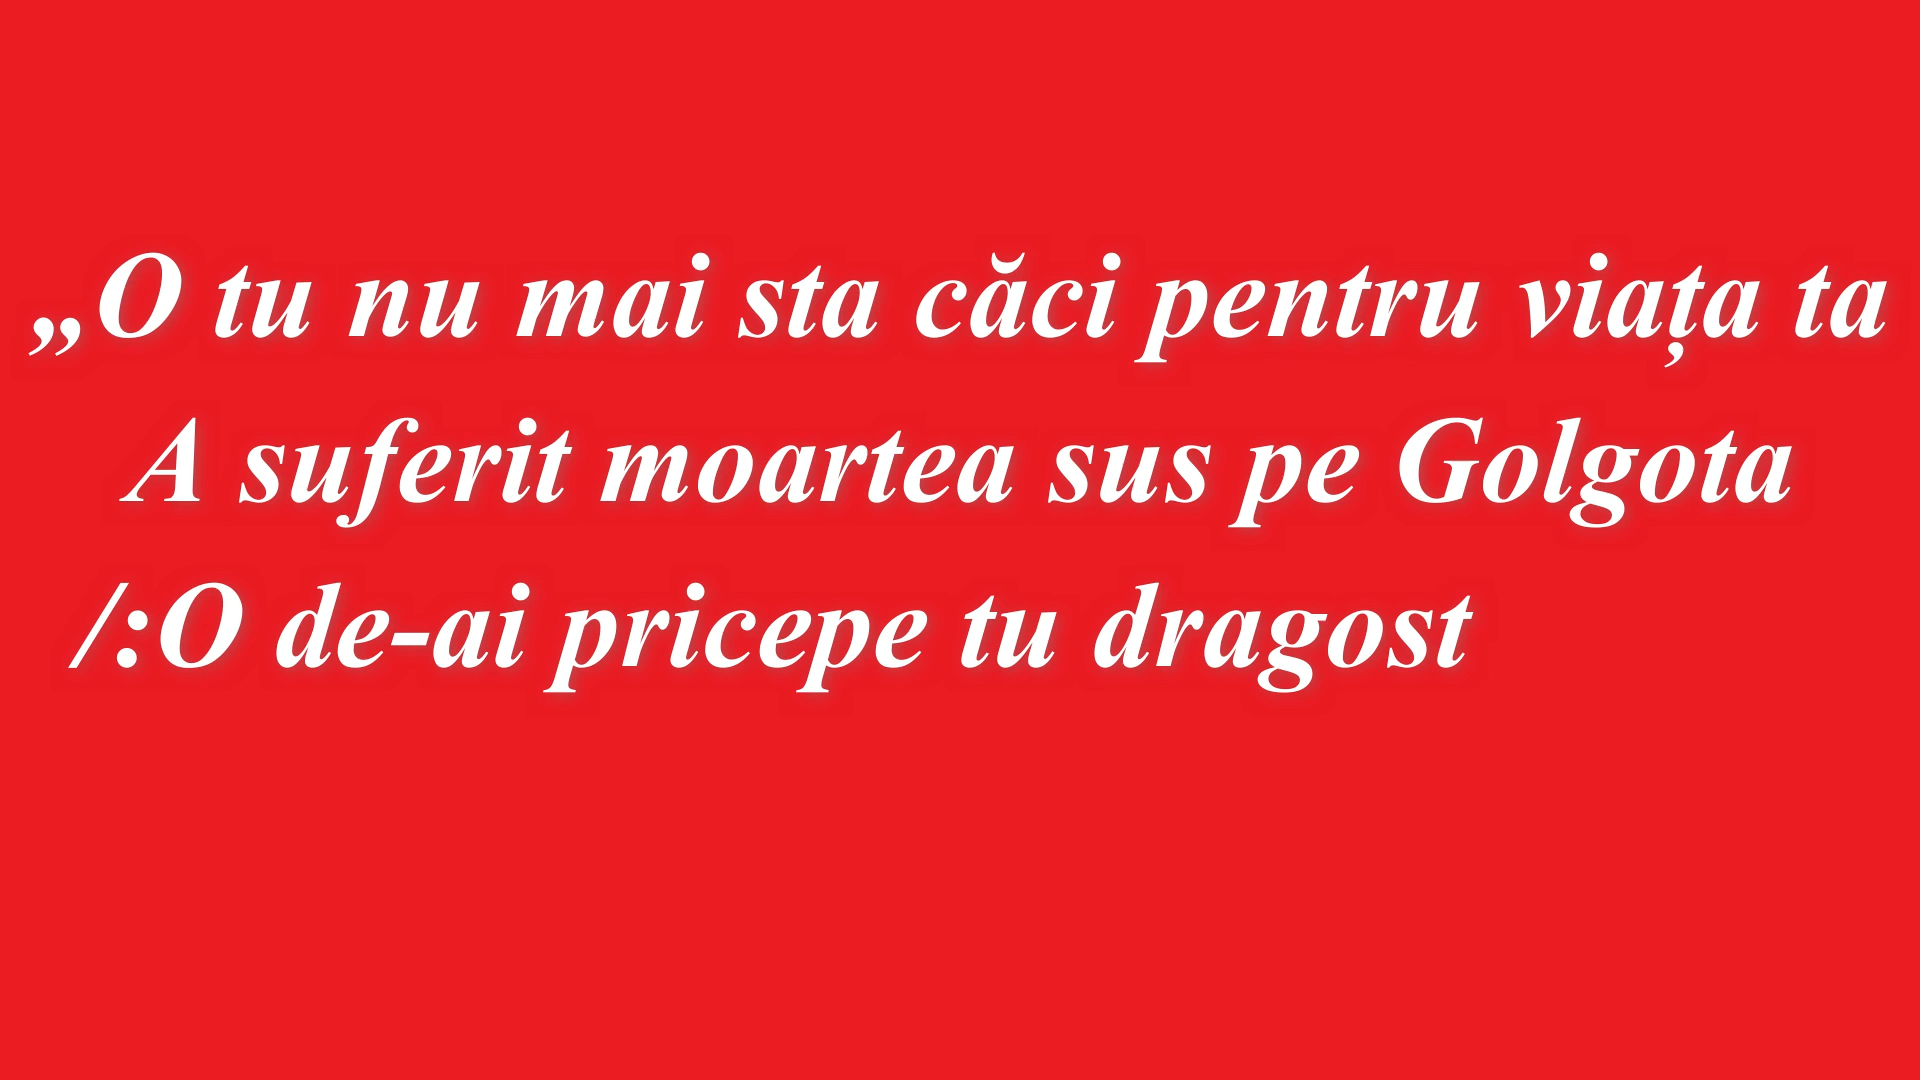 „O tu nu mai sta căci pentru viața ta
A suferit moartea sus pe Golgota
/:O de-ai pricepe tu dragost